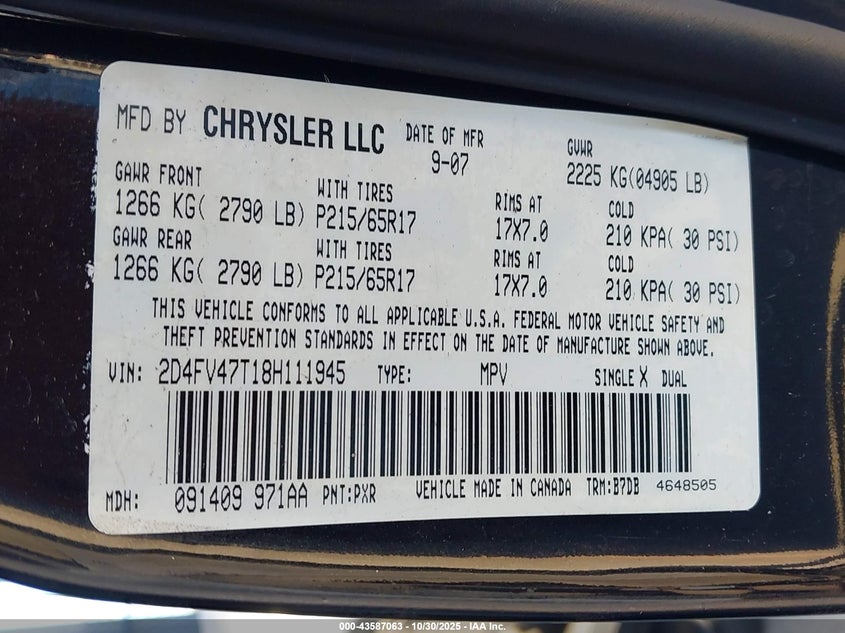 MFD BY CHRYSLER LLC DATE OF MFR 9-07 GVWR 2225 KG(04905 LB)
GAWR FRONT WITH TIRES RIMS AT COLD
1266 KG( 2790 LB) P215/65R17 17X7.0 210 KPA( 30 PSI)
GAWR REAR WITH TIRES RIMS AT COLD
1266 KG( 2790 LB) P215/65R17 17X7.0 210 KPA( 30 PSI)
THIS VEHICLE CONFORMS TO ALL APPLICABLE U.S.A. FEDERAL MOTOR VEHICLE SAFETY AND
THEFT PREVENTION STANDARDS IN EFFECT ON THE DATE OF MANUFACTURE SHOWN ABOVE.
VIN: 2D4FV47T18H111945 TYPE: MPV SINGLE X DUAL
MDH: 091409 971AA PNT:PXR VEHICLE MADE IN CANADA TRM:B7DB 4648505
000-43587063 - 10/30/2025 - IAA Inc.